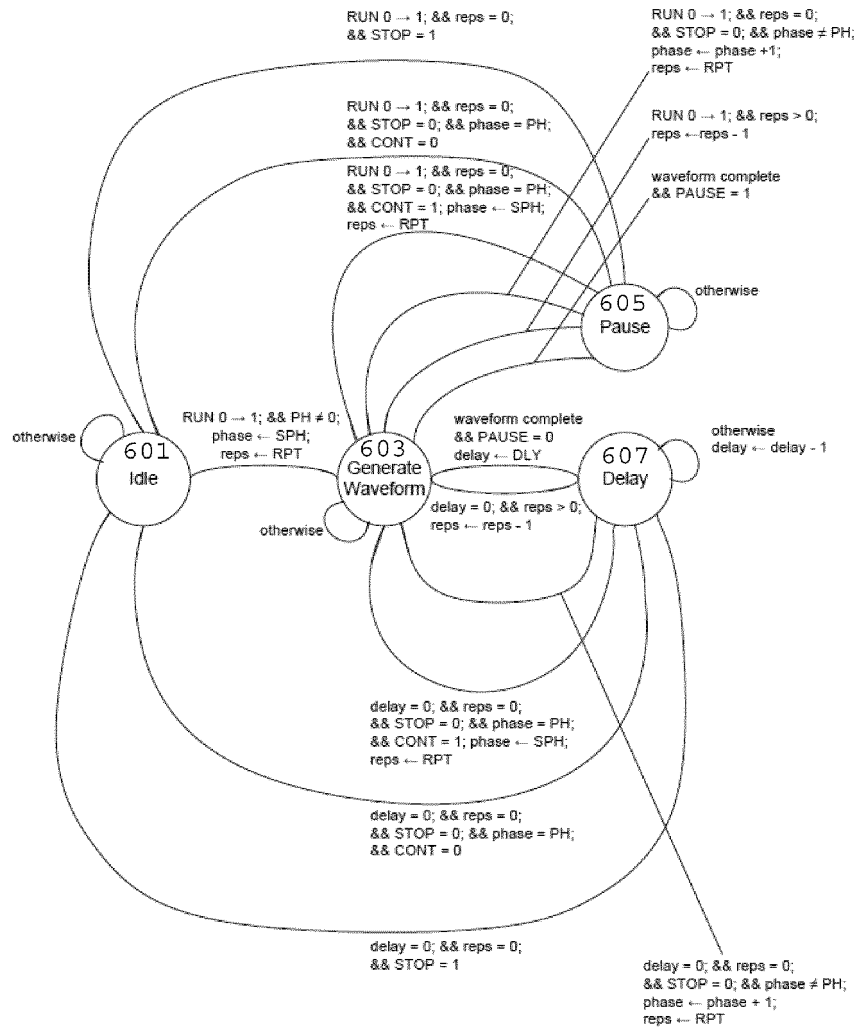 RUN 0 → 1; && reps = 0;
&& STOP = 1
RUN 0 → 1; && reps = 0;
&& STOP = 0; && phase ≠ PH;
phase ← phase +1;
reps ← RPT
RUN 0 → 1; && reps = 0;
&& STOP = 0; && phase = PH;
&& CONT = 0
RUN 0 → 1; && reps > 0;
reps ←reps - 1
RUN 0 → 1; && reps = 0;
&& STOP = 0; && phase = PH;
&& CONT = 1; phase ← SPH;
reps ← RPT
waveform complete
&& PAUSE = 1
605
Pause
otherwise
otherwise
601
Idle
RUN 0 → 1; && PH ≠ 0;
phase ← SPH;
reps ← RPT
603
Generate
Waveform
otherwise
waveform complete
&& PAUSE = 0
delay ← DLY
delay = 0; && reps > 0;
reps ← reps - 1
607
Delay
otherwise
delay ← delay - 1
delay = 0; && reps = 0;
&& STOP = 0; && phase = PH;
&& CONT = 1; phase ← SPH;
reps ← RPT
delay = 0; && reps = 0;
&& STOP = 0; && phase = PH;
&& CONT = 0
delay = 0; && reps = 0;
&& STOP = 1
delay = 0; && reps = 0;
&& STOP = 0; && phase ≠ PH;
phase ← phase + 1;
reps ← RPT